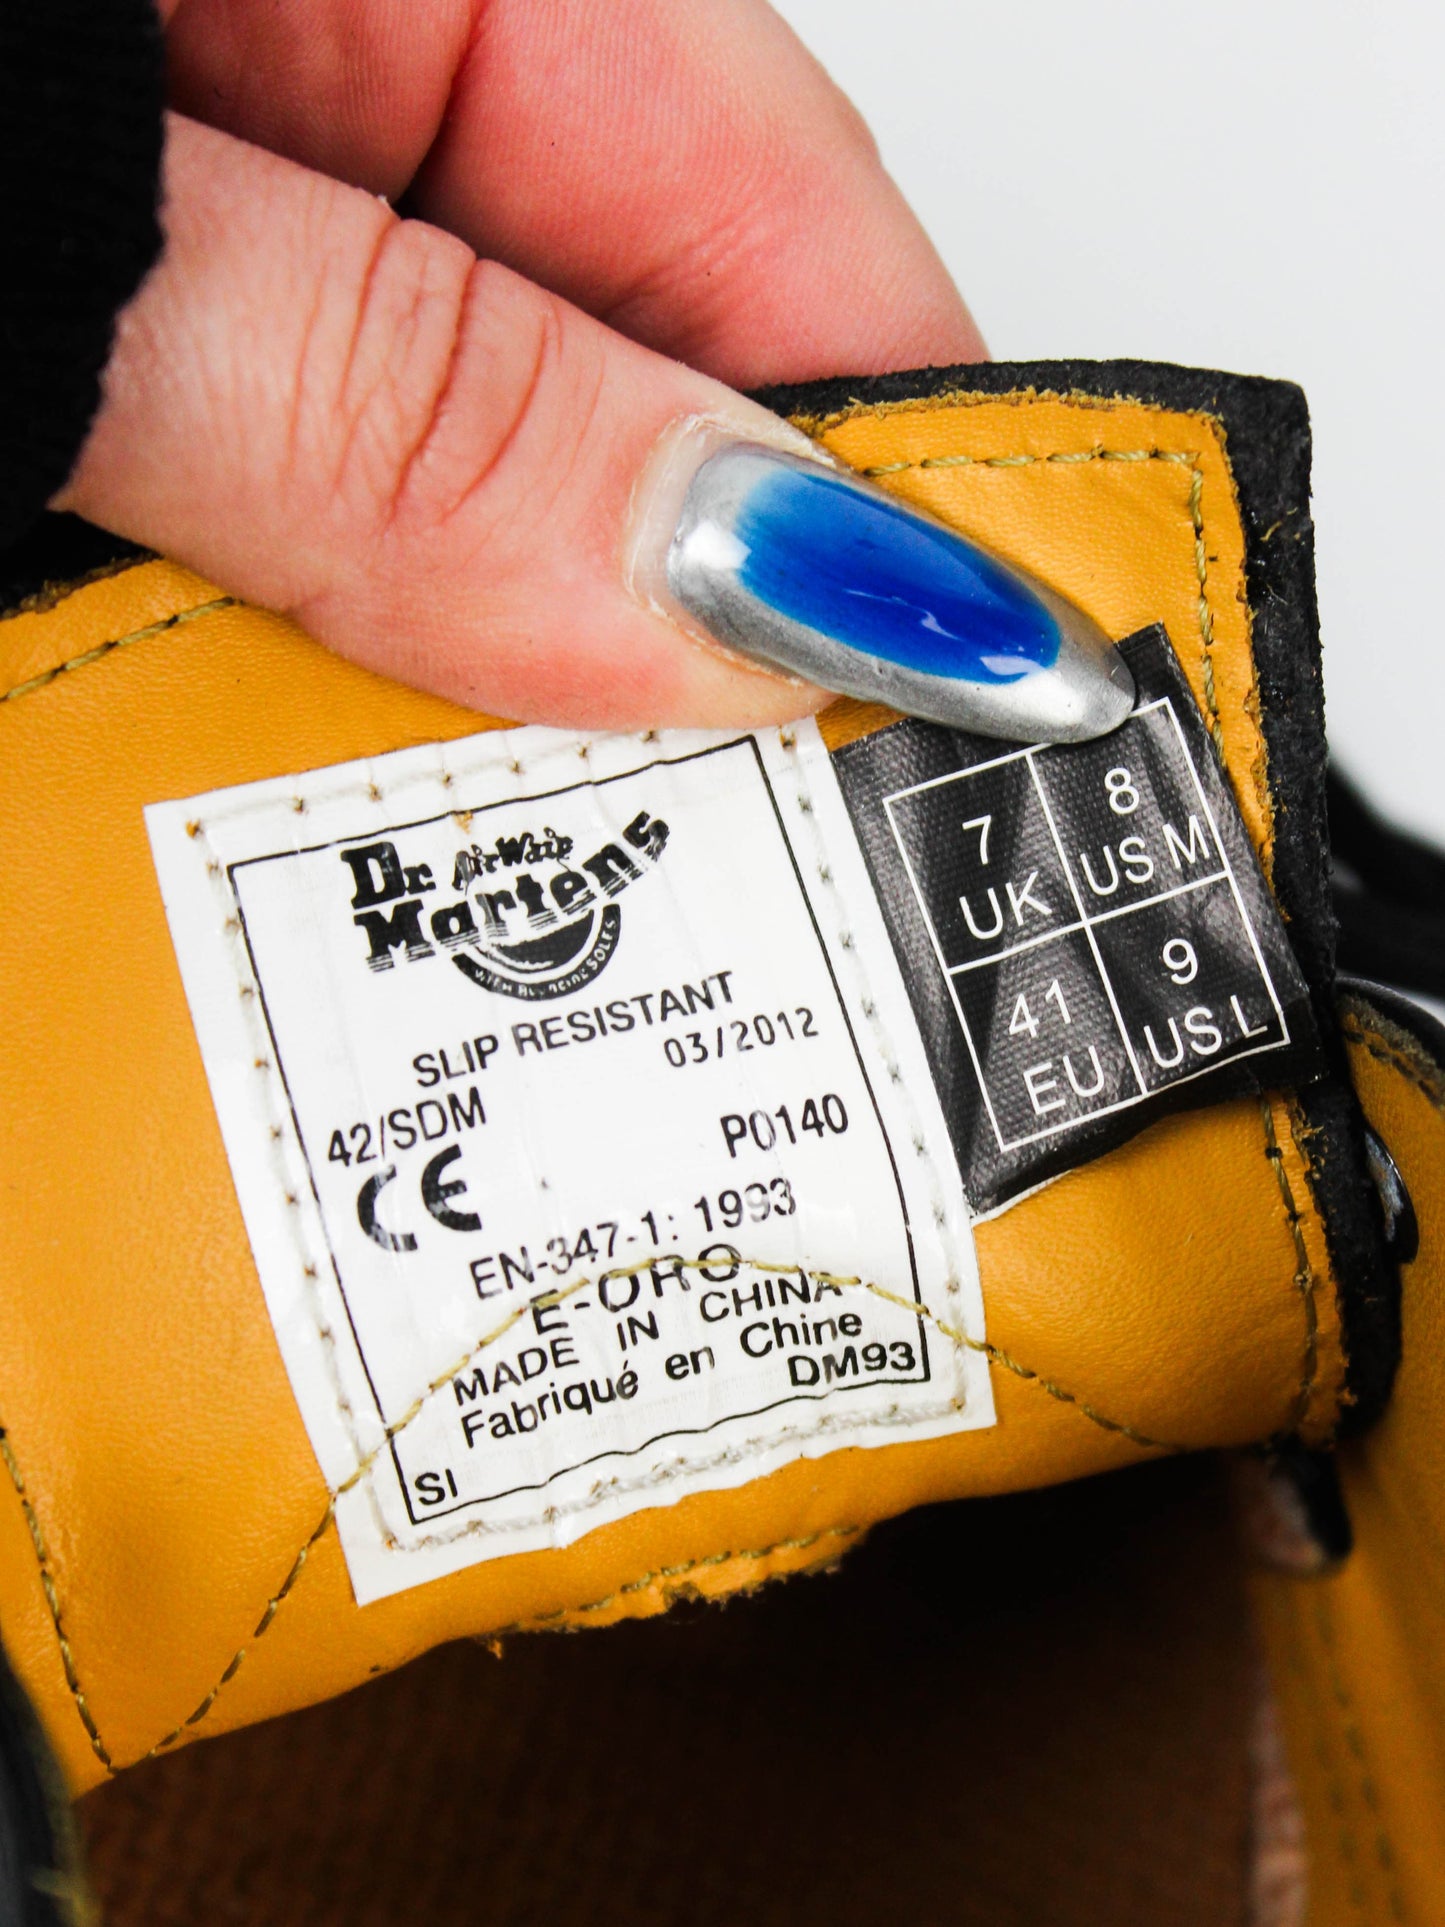 Dr. AirWair
Martens
WITH BOUNCING SOLES
SLIP RESISTANT
03/2012
42/SDM
P0140
CE
EN-347-1: 1993
E-ORO
MADE IN CHINA
Fabriqué en Chine
DM93
SI
7
UK
8
US M
41
EU
9
US L